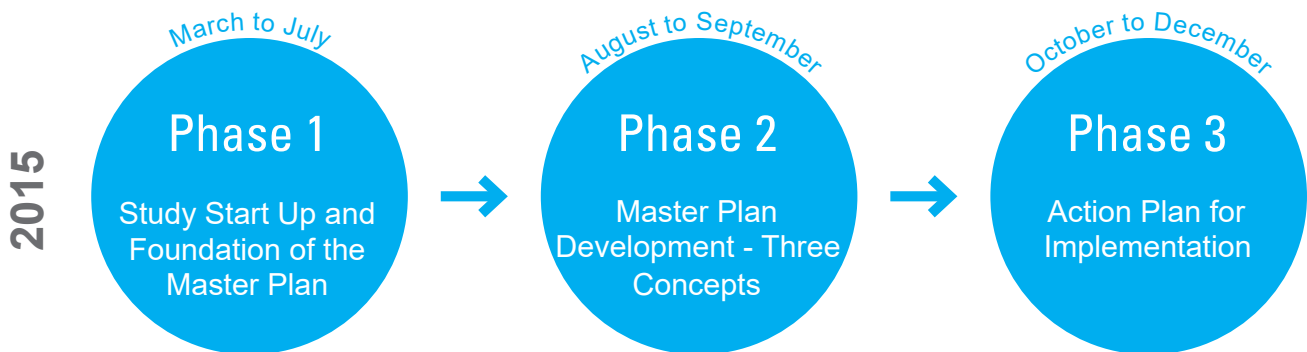 2015
March to July
Phase 1
Study Start Up and
Foundation of the
Master Plan
August to September
Phase 2
Master Plan
Development - Three
Concepts
October to December
Phase 3
Action Plan for
Implementation